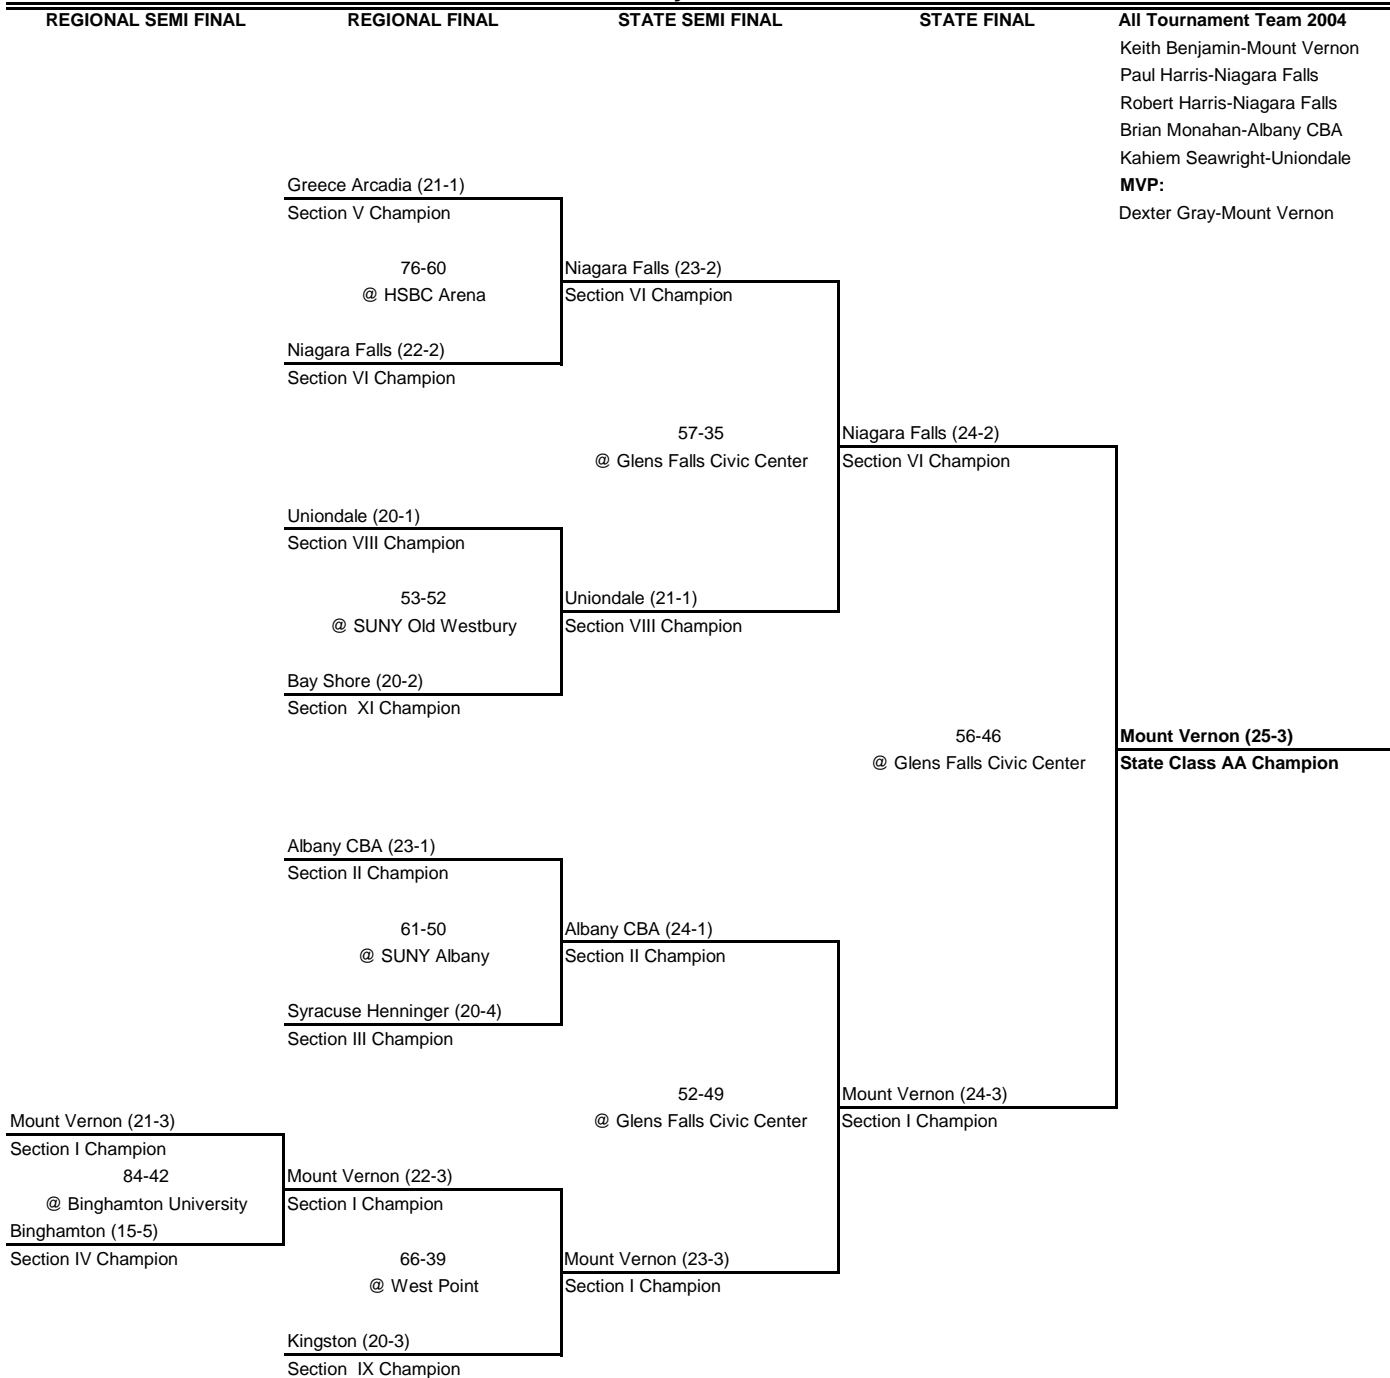 REGIONAL SEMI FINAL REGIONAL FINAL STATE SEMI FINAL STATE FINAL All Tournament Team 2004
Keith Benjamin-Mount Vernon
Paul Harris-Niagara Falls
Robert Harris-Niagara Falls
Brian Monahan-Albany CBA
Kahiem Seawright-Uniondale
Greece Arcadia (21-1) MVP:
Section V Champion Dexter Gray-Mount Vernon
76-60 Niagara Falls (23-2)
@ HSBC Arena Section VI Champion
Niagara Falls (22-2)
Section VI Champion
57-35 Niagara Falls (24-2)
@ Glens Falls Civic Center Section VI Champion
Uniondale (20-1)
Section VIII Champion
53-52 Uniondale (21-1)
@ SUNY Old Westbury Section VIII Champion
Bay Shore (20-2)
Section XI Champion
56-46 Mount Vernon (25-3)
@ Glens Falls Civic Center State Class AA Champion
Albany CBA (23-1)
Section II Champion
61-50 Albany CBA (24-1)
@ SUNY Albany Section II Champion
Syracuse Henninger (20-4)
Section III Champion
52-49 Mount Vernon (24-3)
Mount Vernon (21-3) @ Glens Falls Civic Center Section I Champion
Section I Champion
84-42 Mount Vernon (22-3)
@ Binghamton University Section I Champion
Binghamton (15-5)
Section IV Champion 66-39 Mount Vernon (23-3)
@ West Point Section I Champion
Kingston (20-3)
Section IX Champion